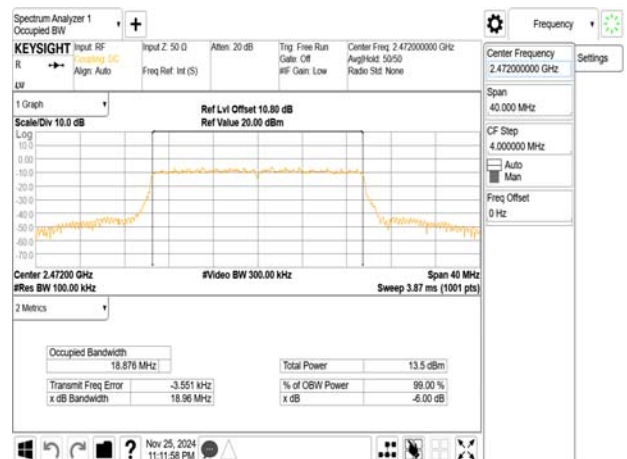 Spectrum Analyzer 1
Occupied BW
Frequency
KEYSIGHT
R
Input: RF
Coupling: DC
Align: Auto
Input Z: 50 Ω
Freq Ref: Int (S)
Atten: 20 dB
Trig: Free Run
Gate: Off
#IF Gain: Low
Center Freq: 2.472000000 GHz
Avg|Hold: 50/50
Radio Std: None
Center Frequency
2.472000000 GHz
Settings
Span
40.000 MHz
CF Step
4.000000 MHz
Auto
Man
Freq Offset
0 Hz
1 Graph
Scale/Div 10.0 dB
Ref Lvl Offset 10.80 dB
Ref Value 20.00 dBm
Log
10.0
0.00
-10.0
-20.0
-30.0
-40.0
-50.0
-60.0
-70.0
Center 2.47200 GHz
#Res BW 100.00 kHz
#Video BW 300.00 kHz
Span 40 MHz
Sweep 3.87 ms (1001 pts)
2 Metrics
Occupied Bandwidth
18.876 MHz
Total Power 13.5 dBm
Transmit Freq Error -3.551 kHz
% of OBW Power 99.00 %
x dB Bandwidth 18.96 MHz
x dB -6.00 dB
?
Nov 25, 2024
11:11:58 PM